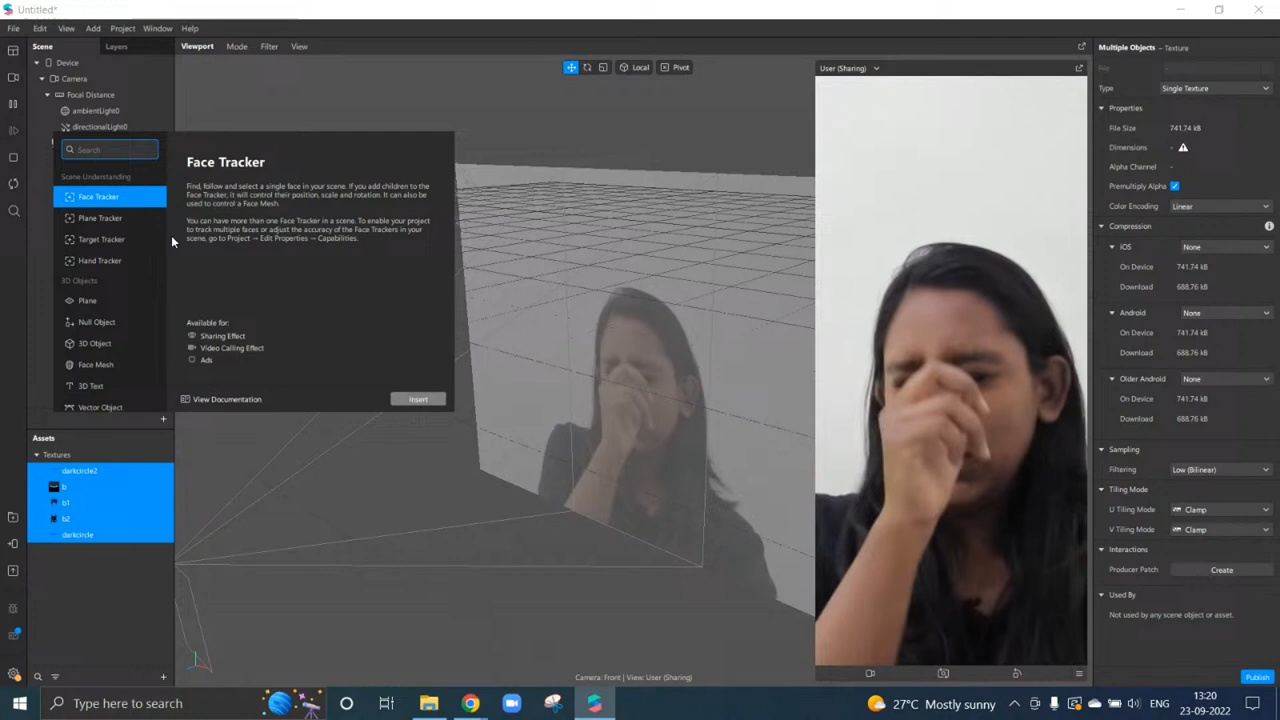 Untitled*
File Edit View Add Project Window Help
Scene Layers
Viewport Mode Filter View
Multiple Objects – Texture
Device
Camera
Focal Distance
ambientLight0
directionalLight0
Local Pivot
User (Sharing)
File -
Type Single Texture
Properties
File Size 741.74 kB
Dimensions -
Alpha Channel -
Premultiply Alpha
Color Encoding Linear
Compression
iOS None
On Device 741.74 kB
Download 688.76 kB
Android None
On Device 741.74 kB
Download 688.76 kB
Older Android None
On Device 741.74 kB
Download 688.76 kB
Sampling
Filtering Low (Bilinear)
Tiling Mode
U Tiling Mode Clamp
V Tiling Mode Clamp
Interactions
Producer Patch Create
Used By
Not used by any scene object or asset.
Publish
Search
Scene Understanding
Face Tracker
Plane Tracker
Target Tracker
Hand Tracker
3D Objects
Plane
Null Object
3D Object
Face Mesh
3D Text
Vector Object
Face Tracker
Find, follow and select a single face in your scene. If you add children to the
Face Tracker, it will control their position, scale and rotation. It can also be
used to control a Face Mesh.
You can have more than one Face Tracker in a scene. To enable your project
to track multiple faces or adjust the accuracy of the Face Trackers in your
scene, go to Project → Edit Properties → Capabilities.
Available for:
Sharing Effect
Video Calling Effect
Ads
View Documentation Insert
Assets
Textures
darkcircle2
b
b1
b2
darkcircle
Camera: Front | View: User (Sharing)
Type here to search
27°C Mostly sunny
ENG
13:20
23-09-2022